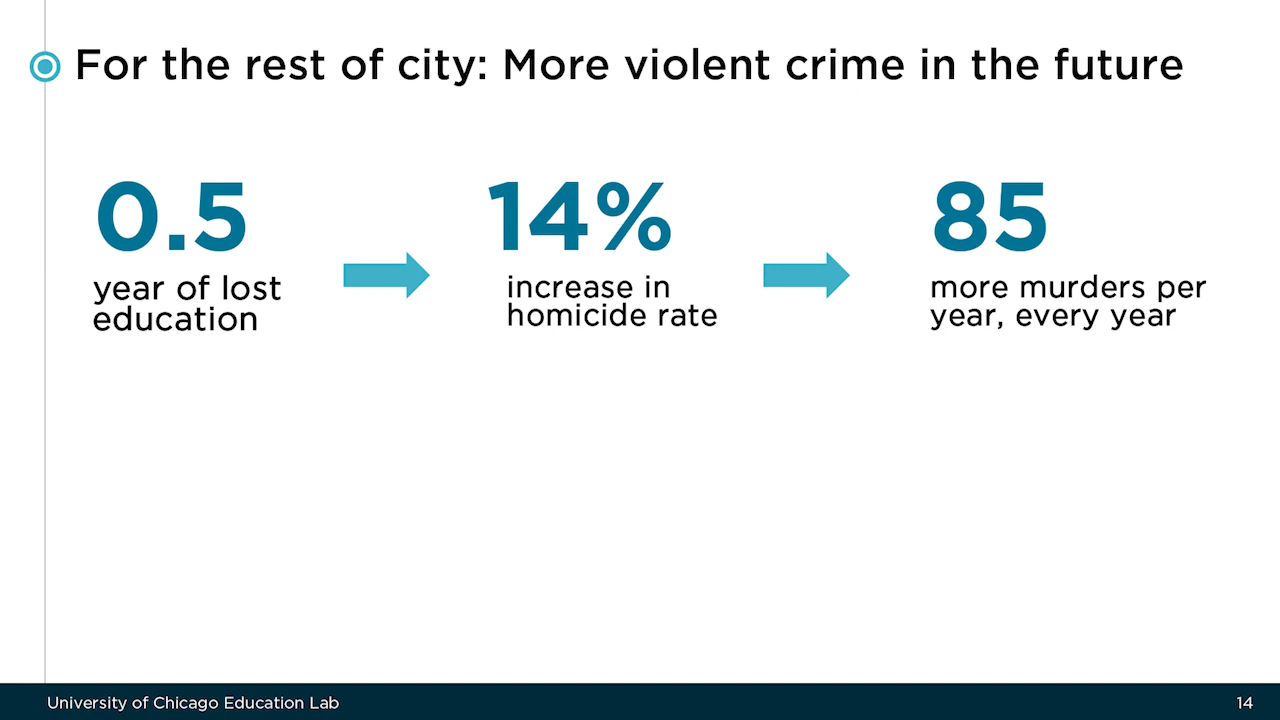 For the rest of city: More violent crime in the future
0.5
year of lost
education
14%
increase in
homicide rate
85
more murders per
year, every year
University of Chicago Education Lab
14